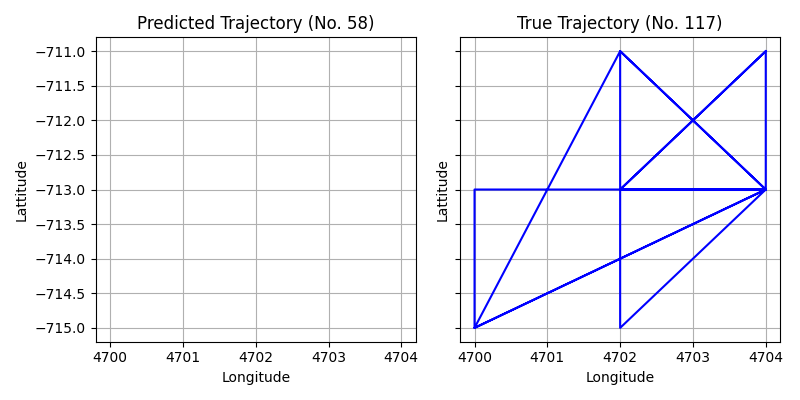 Predicted Trajectory (No. 58)
True Trajectory (No. 117)
−711.0
−711.5
−712.0
−712.5
−713.0
−713.5
−714.0
−714.5
−715.0
Lattitude
Lattitude
4700 4701 4702 4703 4704
4700 4701 4702 4703 4704
Longitude
Longitude